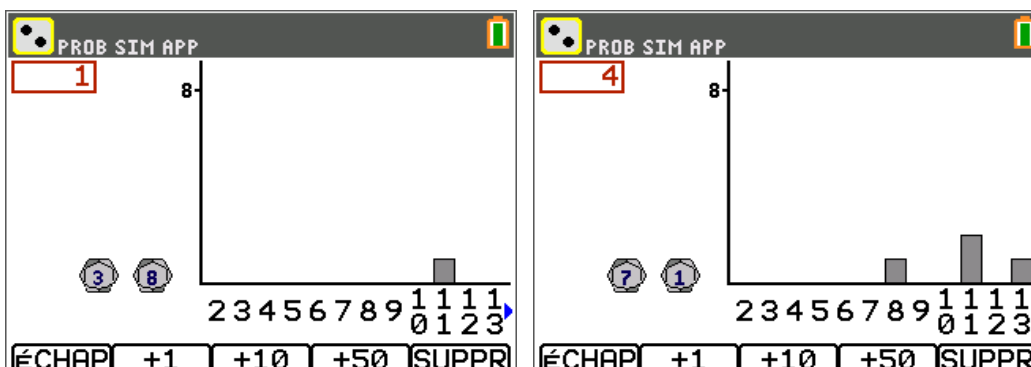 PROB SIM APP
1
8
3 8
2 3 4 5 6 7 8 9 10 11 12 13
ÉCHAP +1 +10 +50 SUPPR
PROB SIM APP
4
8
7 1
2 3 4 5 6 7 8 9 10 11 12 13
ÉCHAP +1 +10 +50 SUPPR